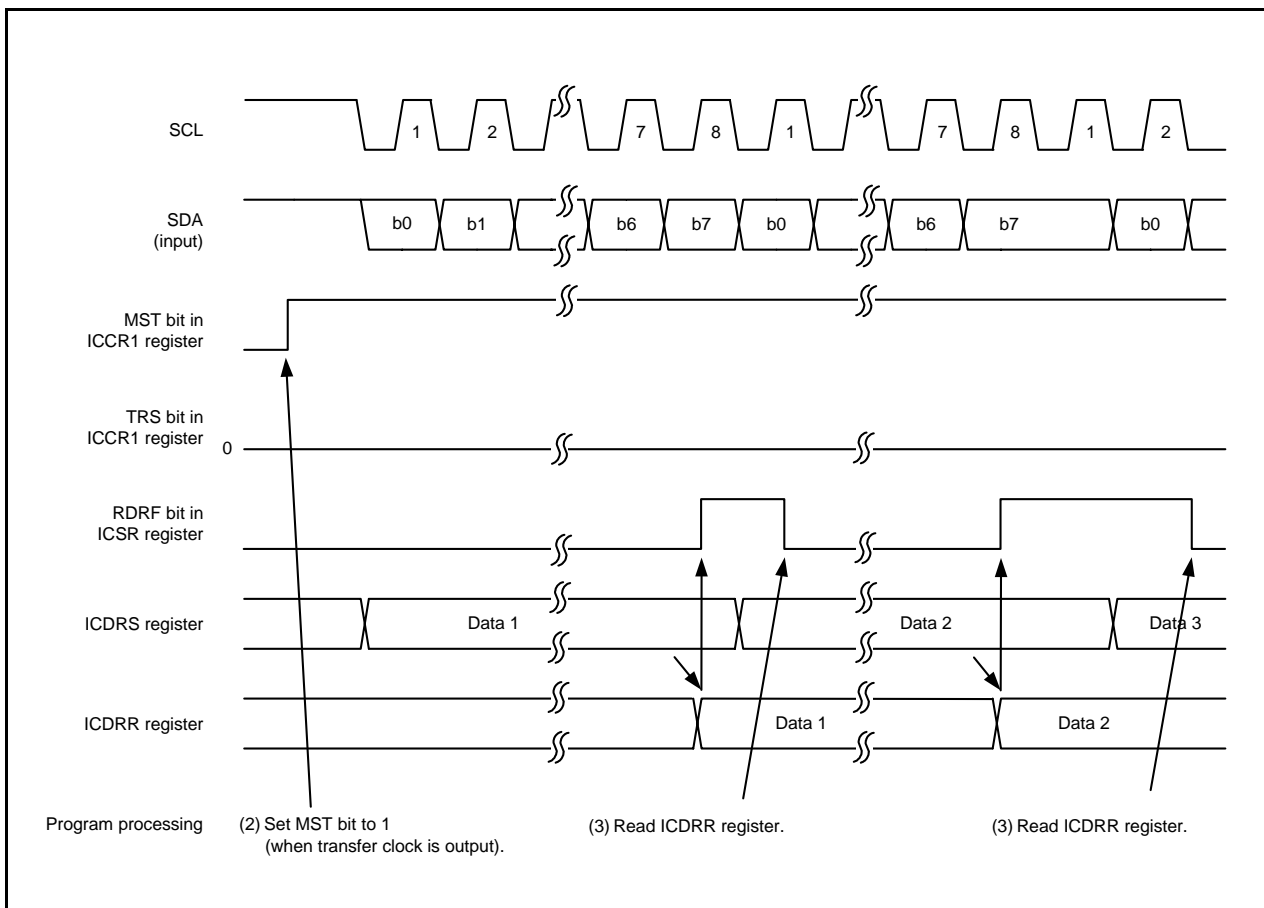 SCL
1 2 7 8 1 7 8 1 2
SDA
(input)
b0 b1 b6 b7 b0 b6 b7 b0
MST bit in
ICCR1 register
TRS bit in
ICCR1 register
0
RDRF bit in
ICSR register
ICDRS register
Data 1 Data 2 Data 3
ICDRR register
Data 1 Data 2
Program processing
(2) Set MST bit to 1
(when transfer clock is output).
(3) Read ICDRR register.
(3) Read ICDRR register.